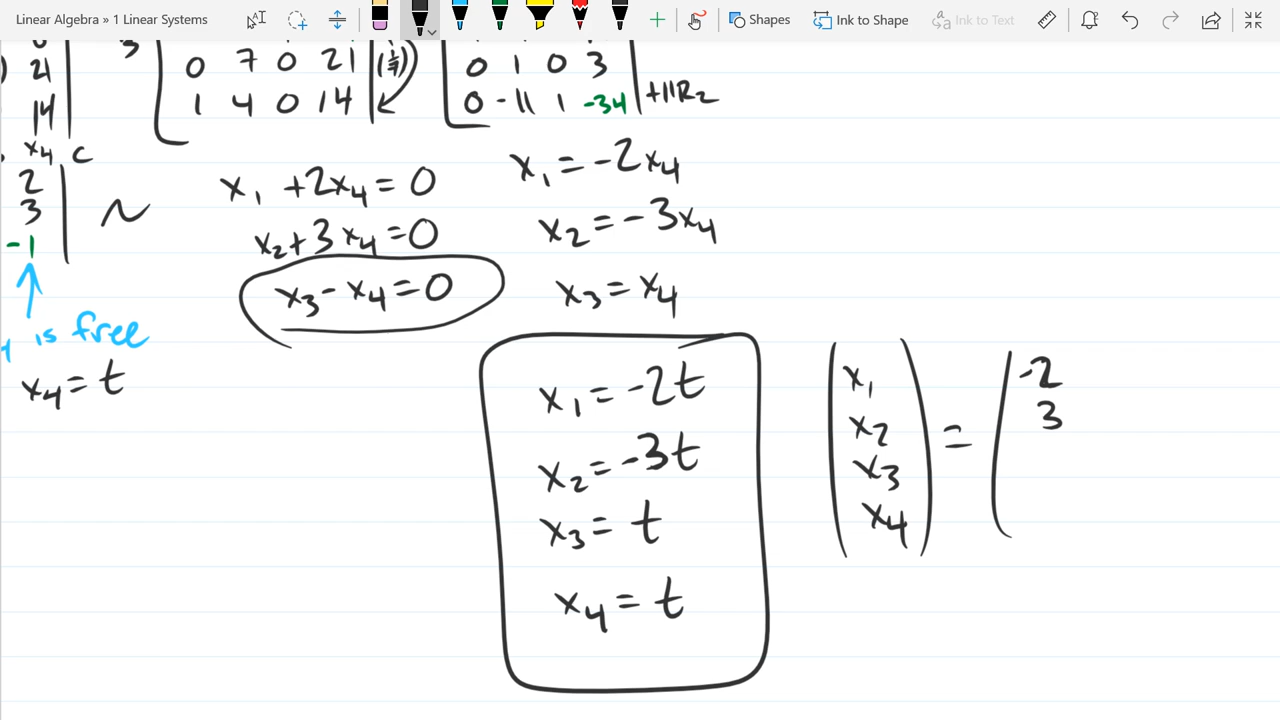 Linear Algebra » 1 Linear Systems
Shapes
Ink to Shape
Ink to Text
21
14
x4 c
2
3
-1
3
0 7 0 21
1 4 0 14
0 1 0 3
0 -11 1 -34 +11R2
~
x1 +2x4 = 0
x2+3x4=0
x3-x4=0
x1=-2x4
x2=-3x4
x3=x4
is free
x4=t
x1=-2t
x2=-3t
x3=t
x4=t
x1
x2
x3
x4
=
-2
3